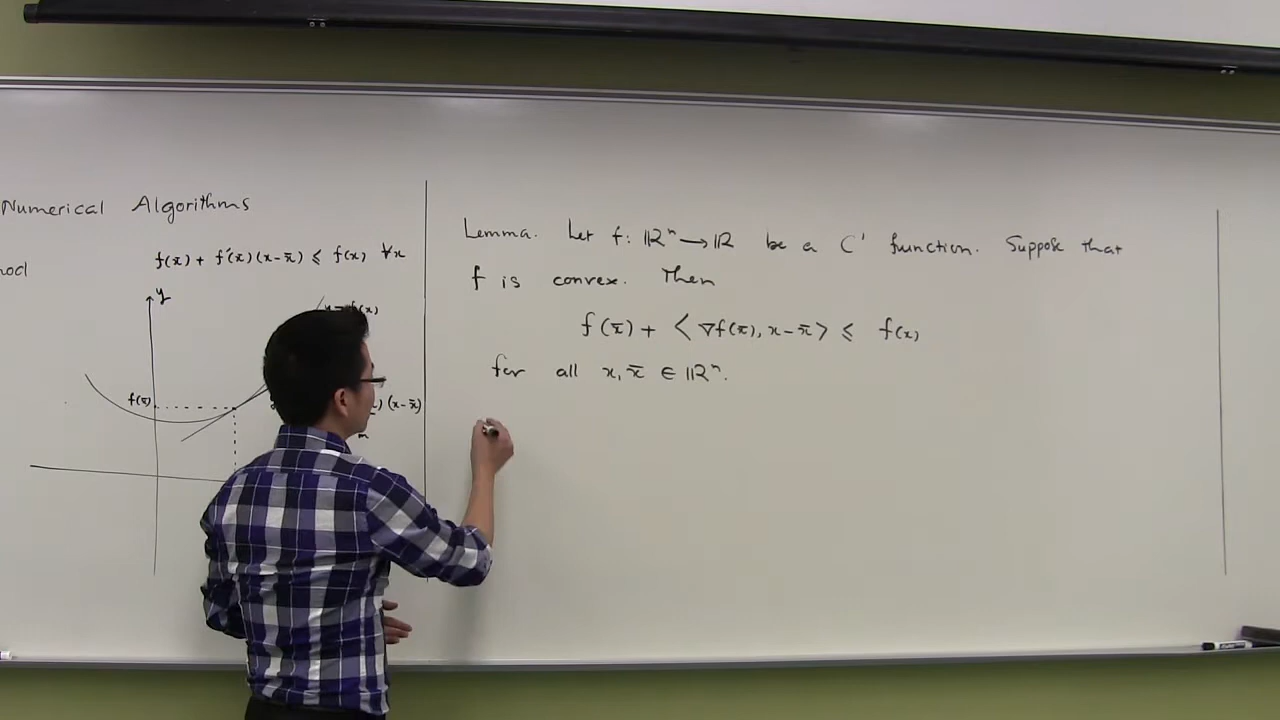 Numerical Algorithms
f(x̄) + f'(x̄)(x-x̄) ≤ f(x) ∀x
y
f(x)
f(x̄)
(x-x̄)
m
Lemma. Let f: ℝⁿ → ℝ be a C¹ function. Suppose that
f is convex. Then
f(x̄) + ⟨∇f(x̄), x-x̄⟩ ≤ f(x)
for all x, x̄ ∈ ℝⁿ.